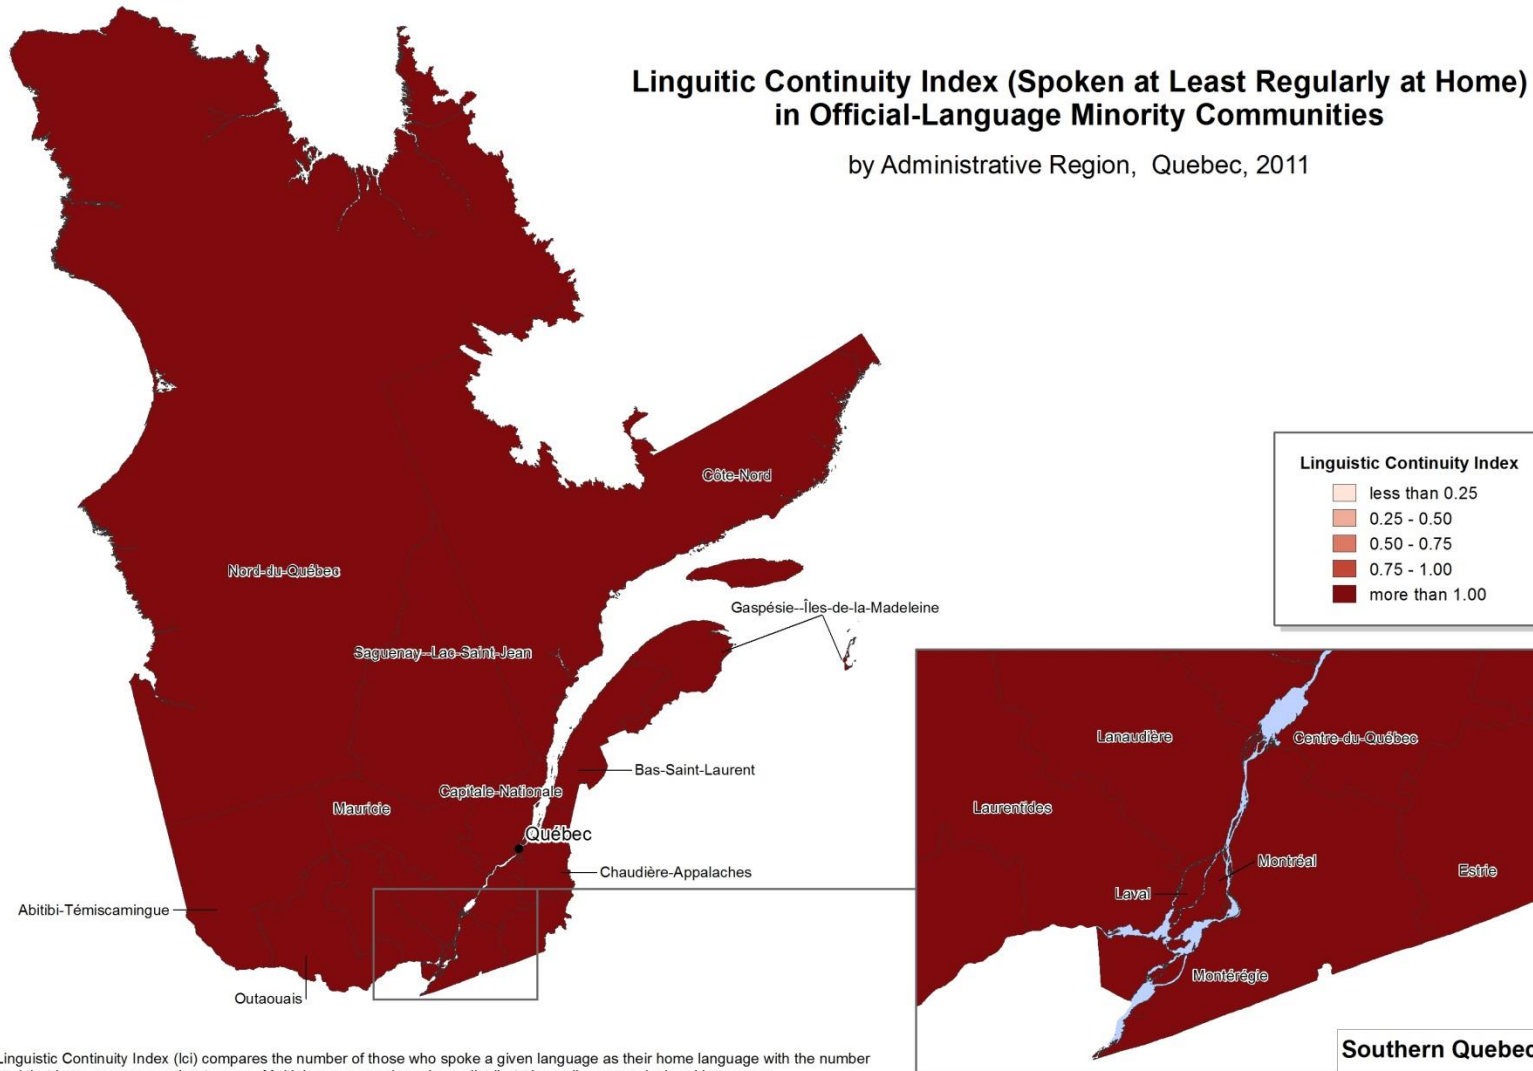 Linguitic Continuity Index (Spoken at Least Regularly at Home)
in Official-Language Minority Communities
by Administrative Region, Quebec, 2011
Côte-Nord
Linguistic Continuity Index
less than 0.25
0.25 - 0.50
0.50 - 0.75
0.75 - 1.00
more than 1.00
Nord-du-Québec
Gaspésie--Îles-de-la-Madeleine
Saguenay--Lac-Saint-Jean
Bas-Saint-Laurent
Capitale-Nationale
Mauricie
Québec
Chaudière-Appalaches
Abitibi-Témiscamingue
Outaouais
Lanaudière
Centre-du-Québec
Laurentides
Montréal
Estrie
Laval
Montérégie
Southern Quebec
Linguistic Continuity Index (lci) compares the number of those who spoke a given language as their home language with the number